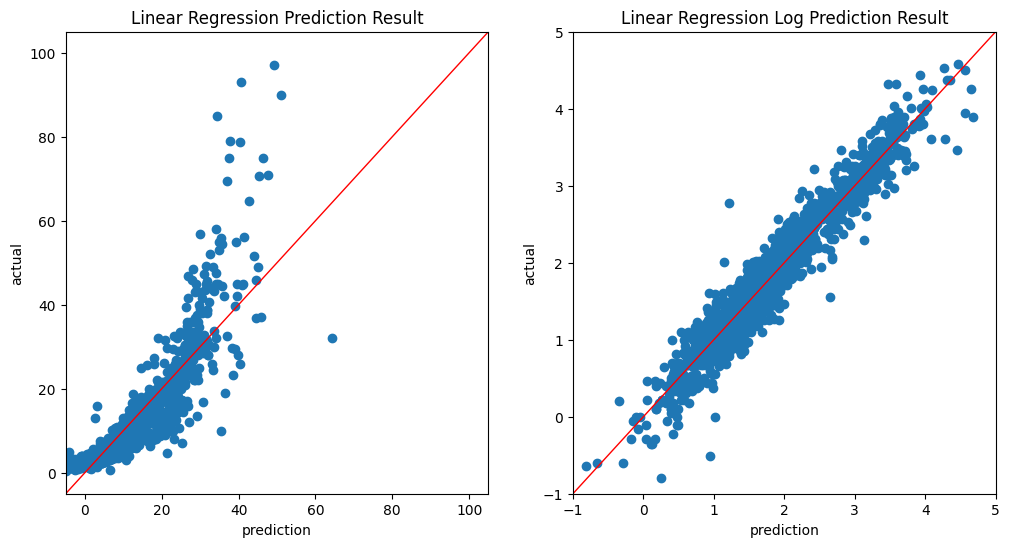 Linear Regression Prediction Result
100
80
60
40
20
0
actual
0 20 40 60 80 100
prediction
Linear Regression Log Prediction Result
5
4
3
2
1
0
−1
actual
−1 0 1 2 3 4 5
prediction